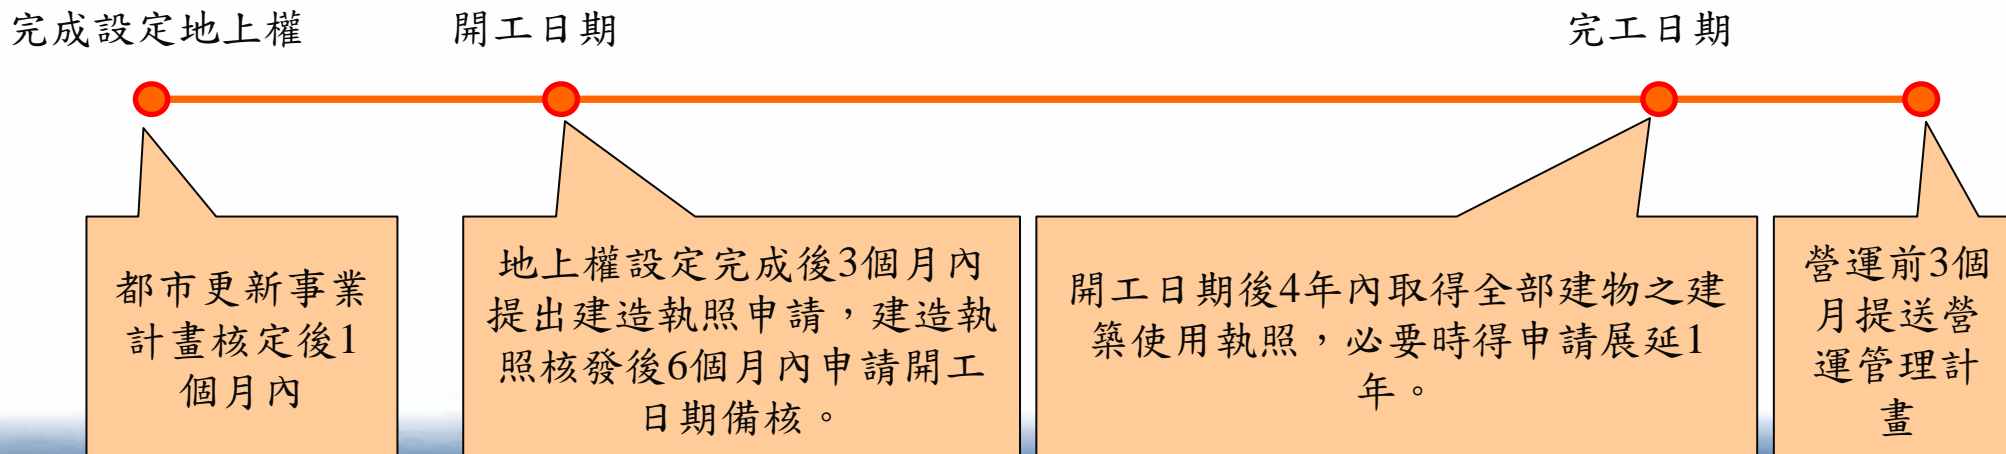 完成設定地上權
開工日期
完工日期
都市更新事業
計畫核定後1
個月內
地上權設定完成後3個月內
提出建造執照申請，建造執
照核發後6個月內申請開工
日期備核。
開工日期後4年內取得全部建物之建
築使用執照，必要時得申請展延1
年。
營運前3個
月提送營
運管理計
畫